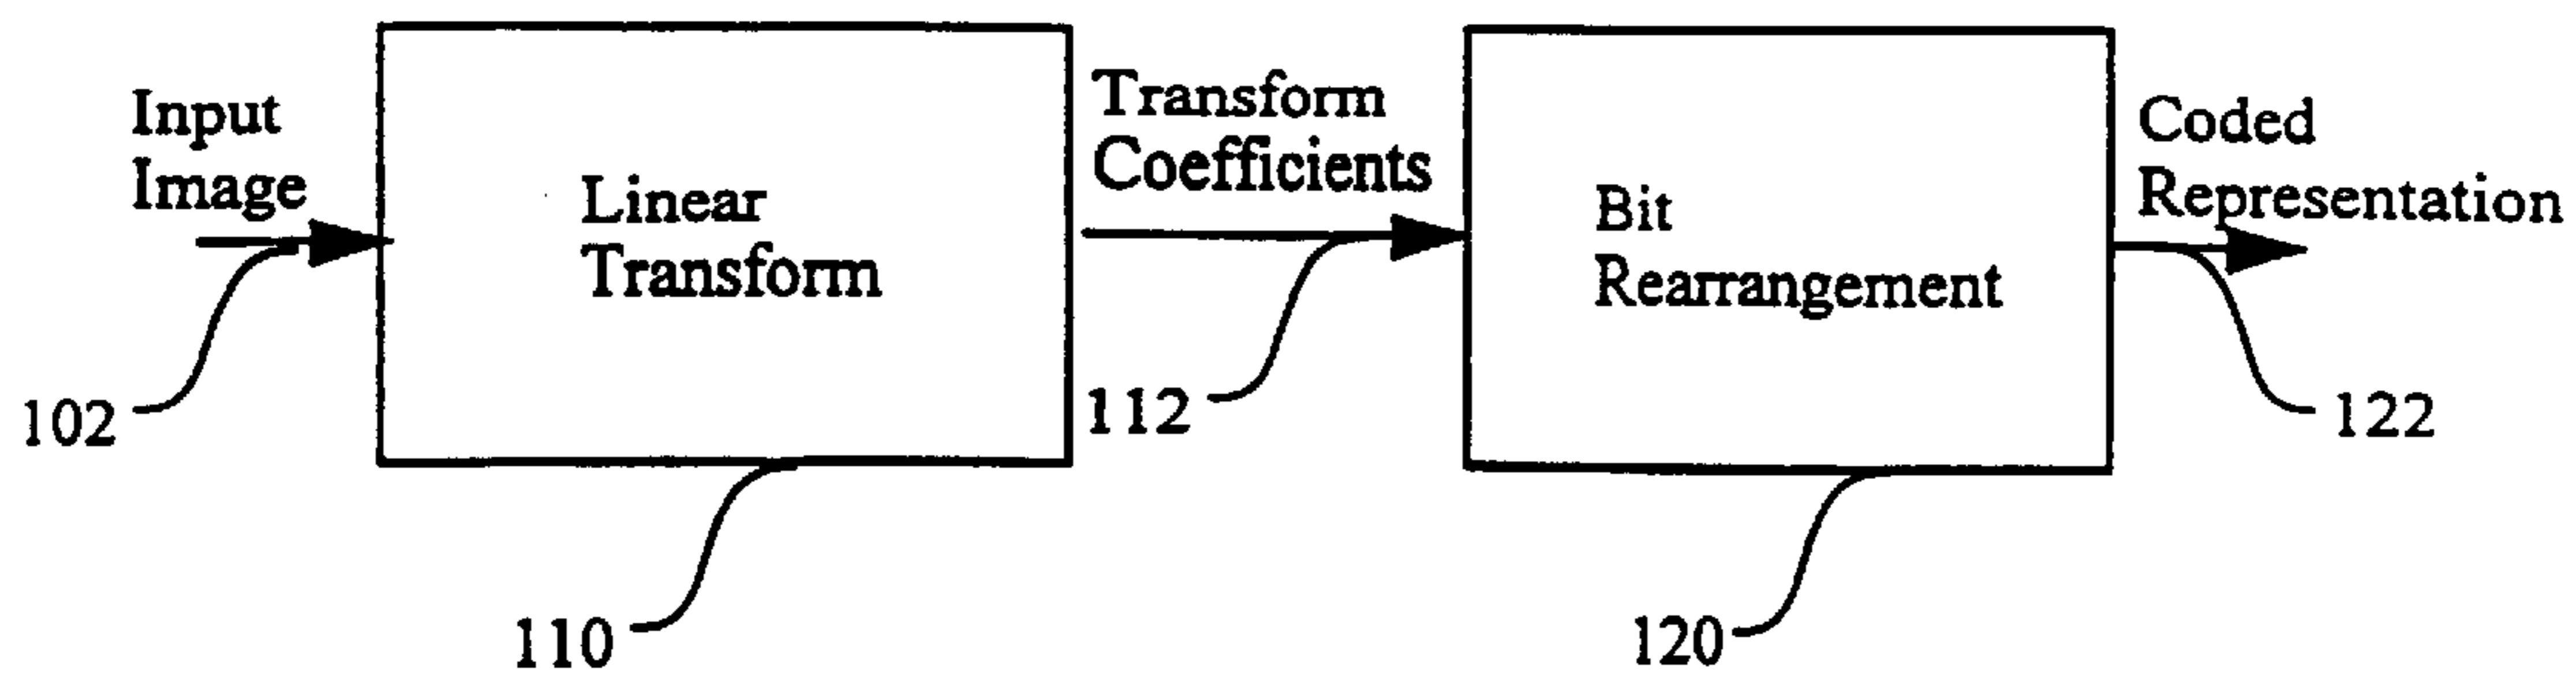 Input
Image
102
Linear
Transform
110
Transform
Coefficients
112
Bit
Rearrangement
120
Coded
Representation
122